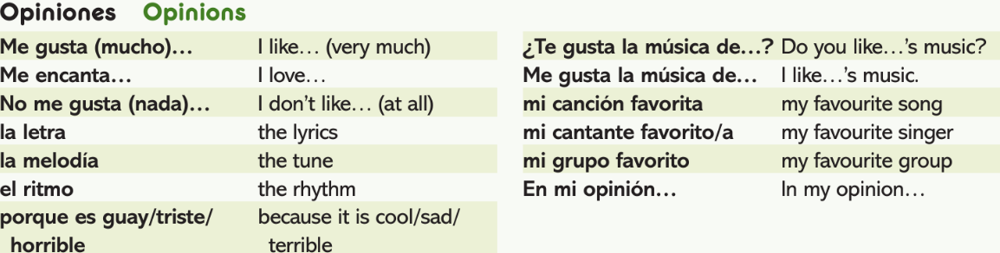 Opiniones Opinions
Me gusta (mucho)… I like… (very much)
Me encanta… I love…
No me gusta (nada)… I don't like… (at all)
la letra the lyrics
la melodía the tune
el ritmo the rhythm
porque es guay/triste/ because it is cool/sad/
horrible terrible
¿Te gusta la música de…? Do you like…'s music?
Me gusta la música de… I like…'s music.
mi canción favorita my favourite song
mi cantante favorito/a my favourite singer
mi grupo favorito my favourite group
En mi opinión… In my opinion…